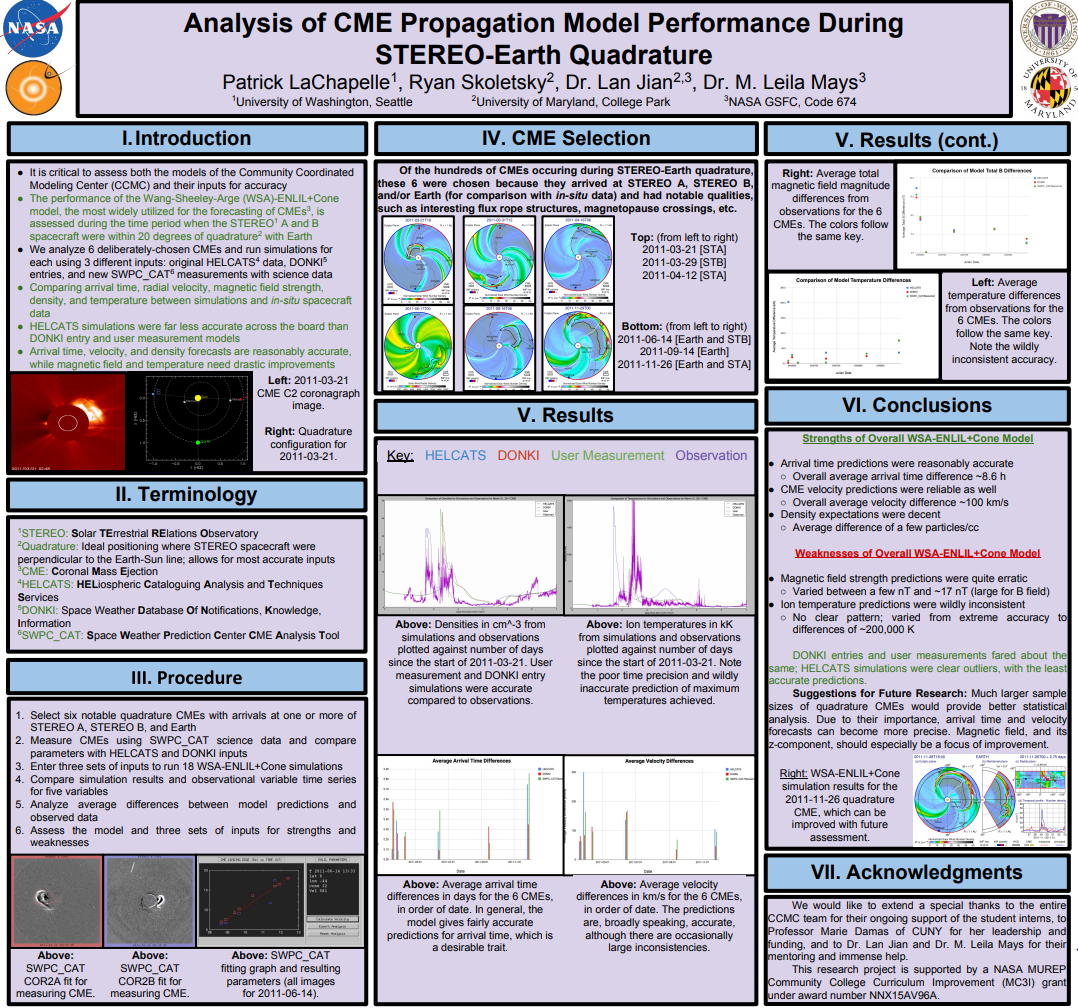 Analysis of CME Propagation Model Performance During
STEREO-Earth Quadrature
Patrick LaChapelle1, Ryan Skoletsky2, Dr. Lan Jian2,3, Dr. M. Leila Mays3
1University of Washington, Seattle 2University of Maryland, College Park 3NASA GSFC, Code 674
NASA
I. Introduction
● It is critical to assess both the models of the Community Coordinated
Modeling Center (CCMC) and their inputs for accuracy
● The performance of the Wang-Sheeley-Arge (WSA)-ENLIL+Cone
model, the most widely utilized for the forecasting of CMEs3, is
assessed during the time period when the STEREO1 A and B
spacecraft were within 20 degrees of quadrature2 with Earth
● We analyze 6 deliberately-chosen CMEs and run simulations for
each using 3 different inputs: original HELCATS4 data, DONKI5
entries, and new SWPC_CAT6 measurements with science data
● Comparing arrival time, radial velocity, magnetic field strength,
density, and temperature between simulations and in-situ spacecraft
data
● HELCATS simulations were far less accurate across the board than
DONKI entry and user measurement models
● Arrival time, velocity, and density forecasts are reasonably accurate,
while magnetic field and temperature need drastic improvements
Left: 2011-03-21
CME C2 coronagraph
image.
Right: Quadrature
configuration for
2011-03-21.
II. Terminology
1STEREO: Solar TErrestrial RElations Observatory
2Quadrature: Ideal positioning where STEREO spacecraft were
perpendicular to the Earth-Sun line; allows for most accurate inputs
3CME: Coronal Mass Ejection
4HELCATS: HELiospheric Cataloguing Analysis and Techniques
Services
5DONKI: Space Weather Database Of Notifications, Knowledge,
Information
6SWPC_CAT: Space Weather Prediction Center CME Analysis Tool
III. Procedure
1. Select six notable quadrature CMEs with arrivals at one or more of
STEREO A, STEREO B, and Earth
2. Measure CMEs using SWPC_CAT science data and compare
parameters with HELCATS and DONKI inputs
3. Enter three sets of inputs to run 18 WSA-ENLIL+Cone simulations
4. Compare simulation results and observational variable time series
for five variables
5. Analyze average differences between model predictions and
observed data
6. Assess the model and three sets of inputs for strengths and
weaknesses
Above:
SWPC_CAT
COR2A fit for
measuring CME.
Above:
SWPC_CAT
COR2B fit for
measuring CME.
Above: SWPC_CAT
fitting graph and resulting
parameters (all images
for 2011-06-14).
IV. CME Selection
Of the hundreds of CMEs occuring during STEREO-Earth quadrature,
these 6 were chosen because they arrived at STEREO A, STEREO B,
and/or Earth (for comparison with in-situ data) and had notable qualities,
such as interesting flux rope structures, magnetopause crossings, etc.
Top: (from left to right)
2011-03-21 [STA]
2011-03-29 [STB]
2011-04-12 [STA]
Bottom: (from left to right)
2011-06-14 [Earth and STB]
2011-09-14 [Earth]
2011-11-26 [Earth and STA]
V. Results
Key: HELCATS DONKI User Measurement Observation
Above: Densities in cm^-3 from
simulations and observations
plotted against number of days
since the start of 2011-03-21. User
measurement and DONKI entry
simulations were accurate
compared to observations.
Above: Ion temperatures in kK
from simulations and observations
plotted against number of days
since the start of 2011-03-21. Note
the poor time precision and wildly
inaccurate prediction of maximum
temperatures achieved.
Average Arrival Time Differences
Date
Average Velocity Differences
Date
Above: Average arrival time
differences in days for the 6 CMEs,
in order of date. In general, the
model gives fairly accurate
predictions for arrival time, which is
a desirable trait.
Above: Average velocity
differences in km/s for the 6 CMEs,
in order of date. The predictions
are, broadly speaking, accurate,
although there are occasionally
large inconsistencies.
V. Results (cont.)
Right: Average total
magnetic field magnitude
differences from
observations for the 6
CMEs. The colors follow
the same key.
Comparison of Model Total B Differences
Julian Date
Comparison of Model Temperature Differences
Julian Date
Left: Average
temperature differences
from observations for the
6 CMEs. The colors
follow the same key.
Note the wildly
inconsistent accuracy.
VI. Conclusions
Strengths of Overall WSA-ENLIL+Cone Model
● Arrival time predictions were reasonably accurate
○ Overall average arrival time difference ~8.6 h
● CME velocity predictions were reliable as well
○ Overall average velocity difference ~100 km/s
● Density expectations were decent
○ Average difference of a few particles/cc
Weaknesses of Overall WSA-ENLIL+Cone Model
● Magnetic field strength predictions were quite erratic
○ Varied between a few nT and ~17 nT (large for B field)
● Ion temperature predictions were wildly inconsistent
○ No clear pattern; varied from extreme accuracy to
differences of ~200,000 K
DONKI entries and user measurements fared about the
same; HELCATS simulations were clear outliers, with the least
accurate predictions.
Suggestions for Future Research: Much larger sample
sizes of quadrature CMEs would provide better statistical
analysis. Due to their importance, arrival time and velocity
forecasts can become more precise. Magnetic field, and its
z-component, should especially be a focus of improvement.
Right: WSA-ENLIL+Cone
simulation results for the
2011-11-26 quadrature
CME, which can be
improved with future
assessment.
VII. Acknowledgments
We would like to extend a special thanks to the entire
CCMC team for their ongoing support of the student interns, to
Professor Marie Damas of CUNY for her leadership and
funding, and to Dr. Lan Jian and Dr. M. Leila Mays for their
mentoring and immense help.
This research project is supported by a NASA MUREP
Community College Curriculum Improvement (MC3I) grant
under award number NNX15AV96A.